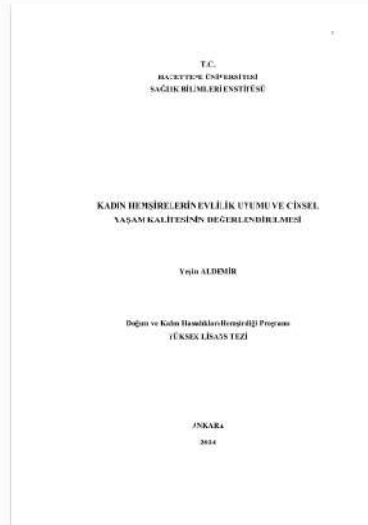 T.C.
HACETTEPE ÜNİVERSİTESİ
SAĞLIK BİLİMLERİ ENSTİTÜSÜ
KADIN HEMŞİRELERİN EVLİLİK UYUMU VE CİNSEL
YAŞAM KALİTESİNİN DEĞERLENDİRİLMESİ
ALDEMİR
Doğum ve Kadın Hastalıkları Hemşireliği Programı
YÜKSEK LİSANS TEZİ
ANKARA